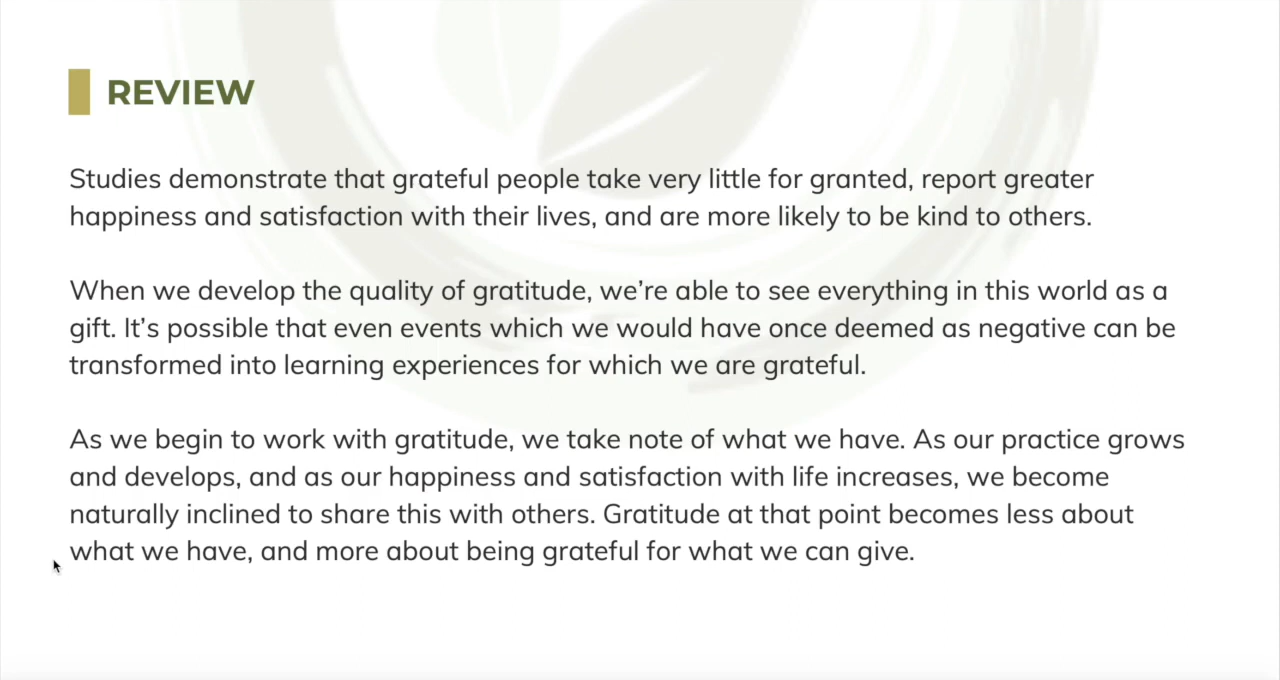 REVIEW
Studies demonstrate that grateful people take very little for granted, report greater
happiness and satisfaction with their lives, and are more likely to be kind to others.
When we develop the quality of gratitude, we’re able to see everything in this world as a
gift. It’s possible that even events which we would have once deemed as negative can be
transformed into learning experiences for which we are grateful.
As we begin to work with gratitude, we take note of what we have. As our practice grows
and develops, and as our happiness and satisfaction with life increases, we become
naturally inclined to share this with others. Gratitude at that point becomes less about
what we have, and more about being grateful for what we can give.